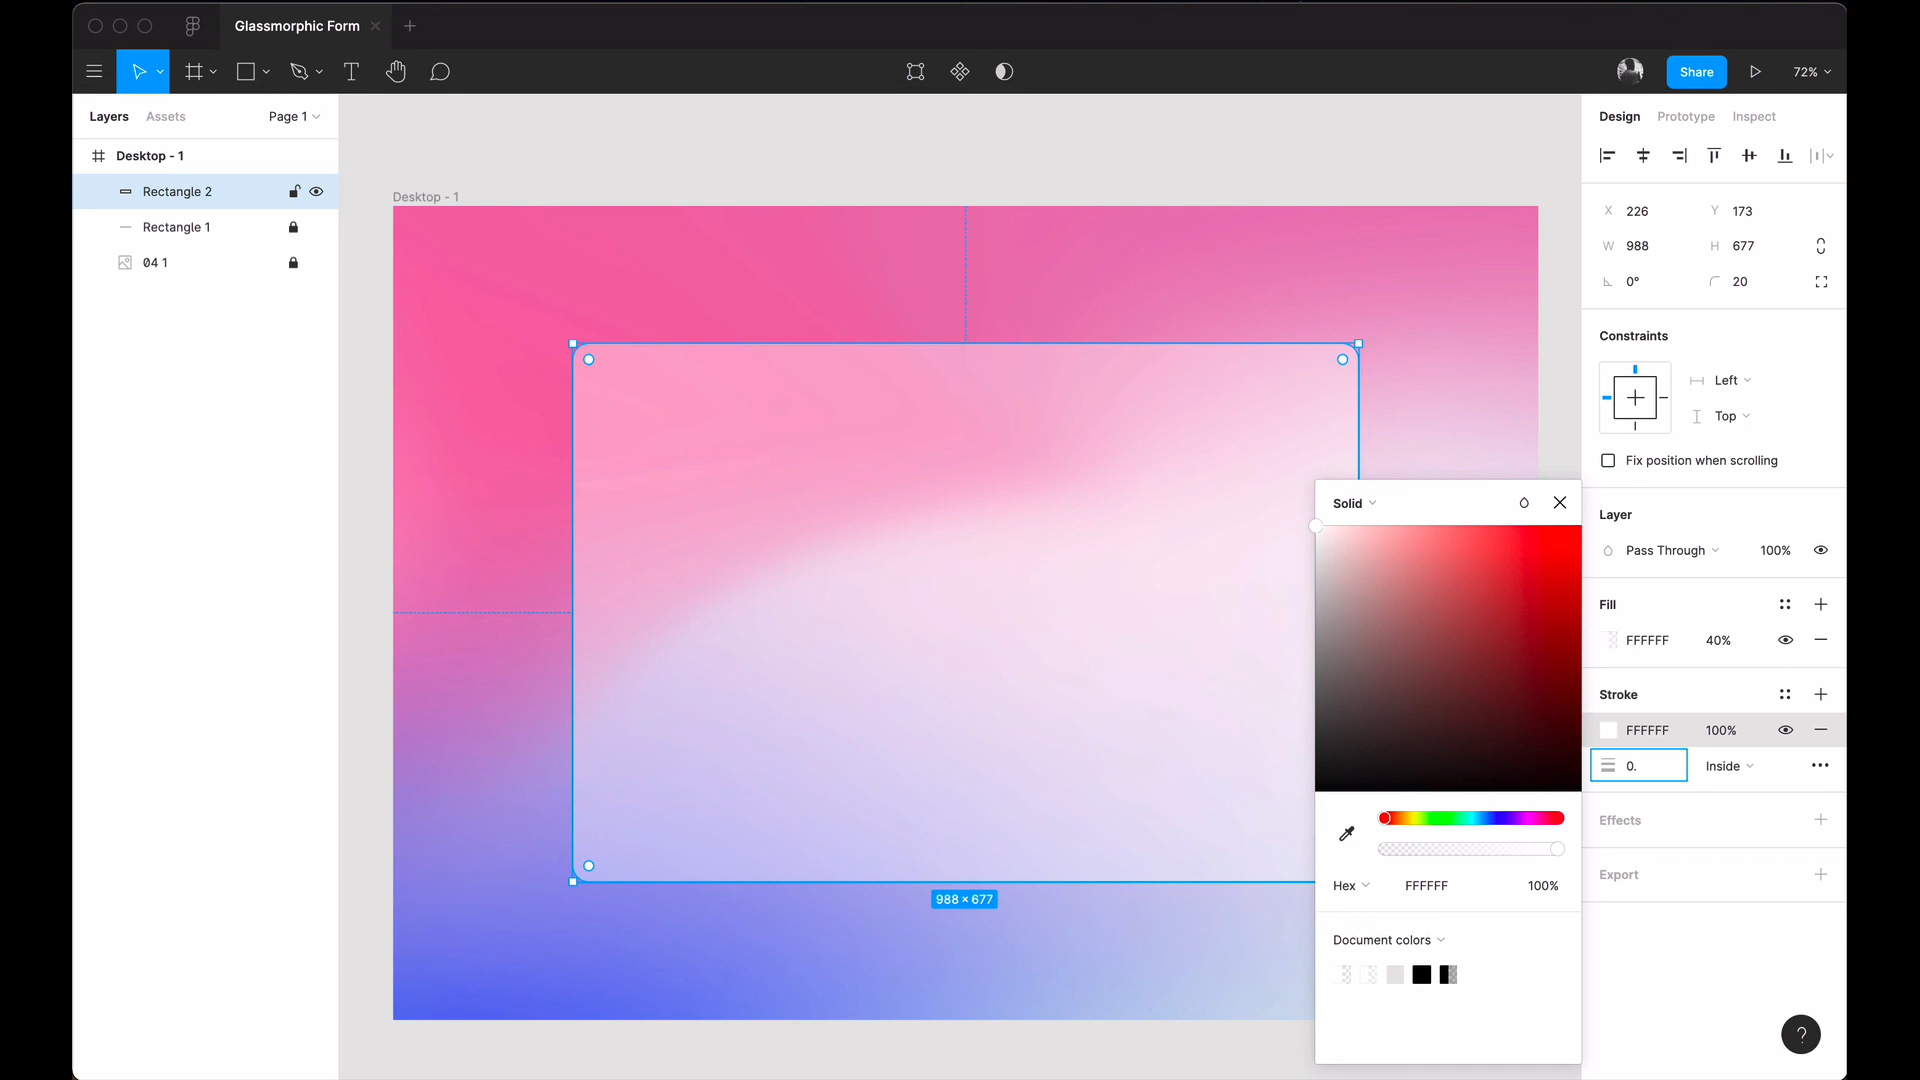 Glassmorphic Form
Share
72%
Layers
Assets
Page 1
Desktop - 1
Rectangle 2
Rectangle 1
04 1
Desktop - 1
988 × 677
Design
Prototype
Inspect
X 226
Y 173
W 988
H 677
0°
20
Constraints
Left
Top
Fix position when scrolling
Layer
Pass Through
100%
Fill
FFFFFF
40%
Stroke
FFFFFF
100%
0.
Inside
Effects
Export
Solid
Hex
FFFFFF
100%
Document colors
?